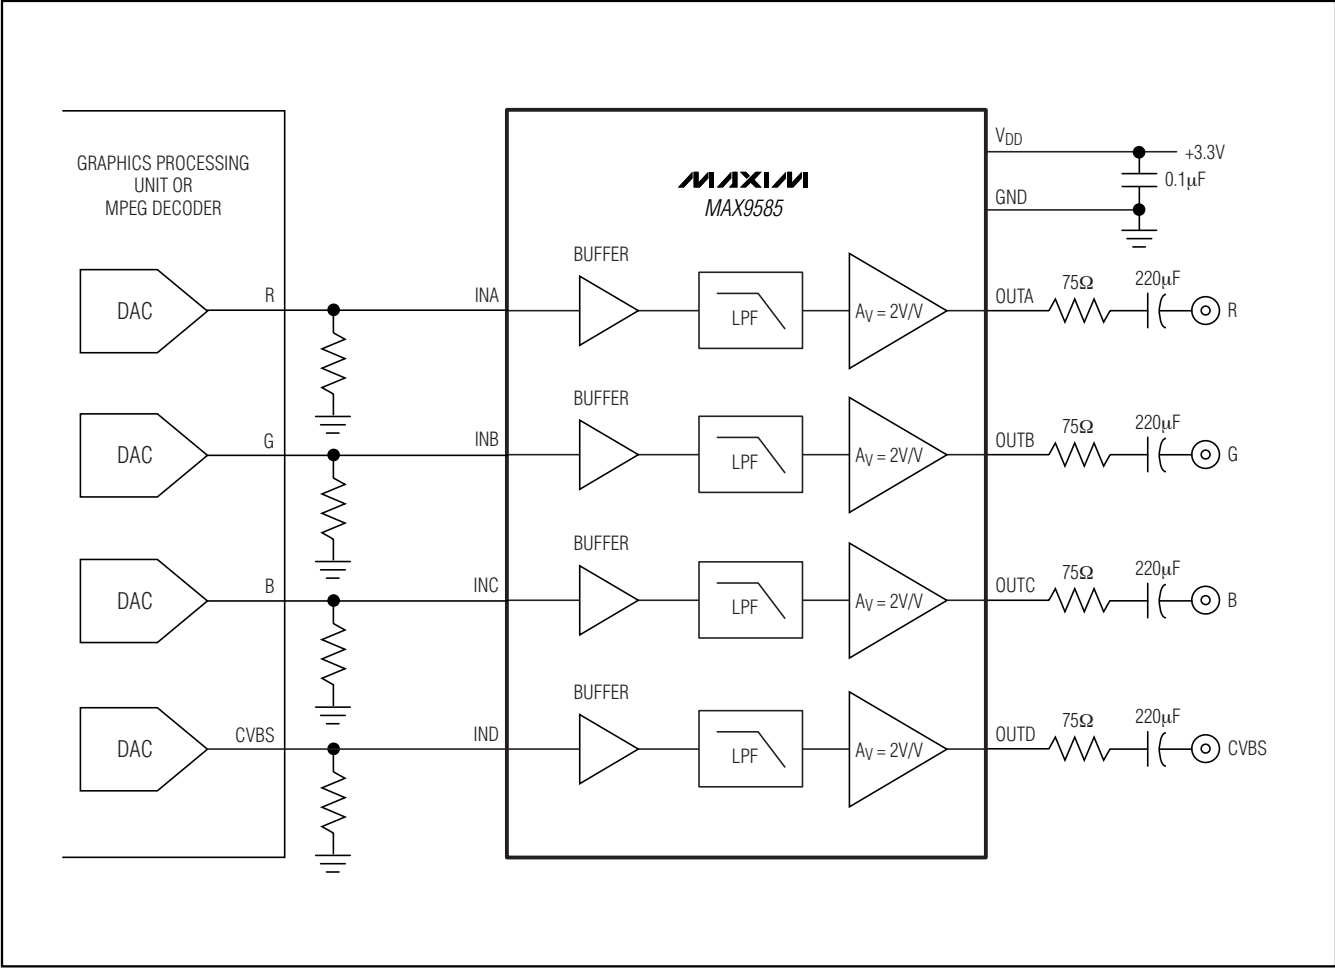 GRAPHICS PROCESSING
UNIT OR
MPEG DECODER
MAXIM
MAX9585
VDD
+3.3V
0.1µF
GND
DAC
R
INA
BUFFER
LPF
AV = 2V/V
OUTA
75Ω
220µF
R
DAC
G
INB
BUFFER
LPF
AV = 2V/V
OUTB
75Ω
220µF
G
DAC
B
INC
BUFFER
LPF
AV = 2V/V
OUTC
75Ω
220µF
B
DAC
CVBS
IND
BUFFER
LPF
AV = 2V/V
OUTD
75Ω
220µF
CVBS